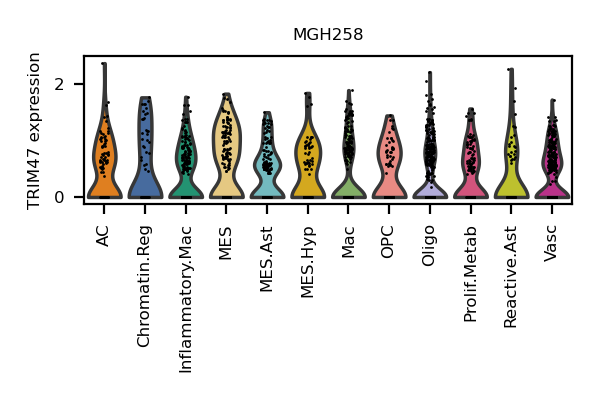 MGH258
TRIM47 expression
2
0
AC
Chromatin.Reg
Inflammatory.Mac
MES
MES.Ast
MES.Hyp
Mac
OPC
Oligo
Prolif.Metab
Reactive.Ast
Vasc